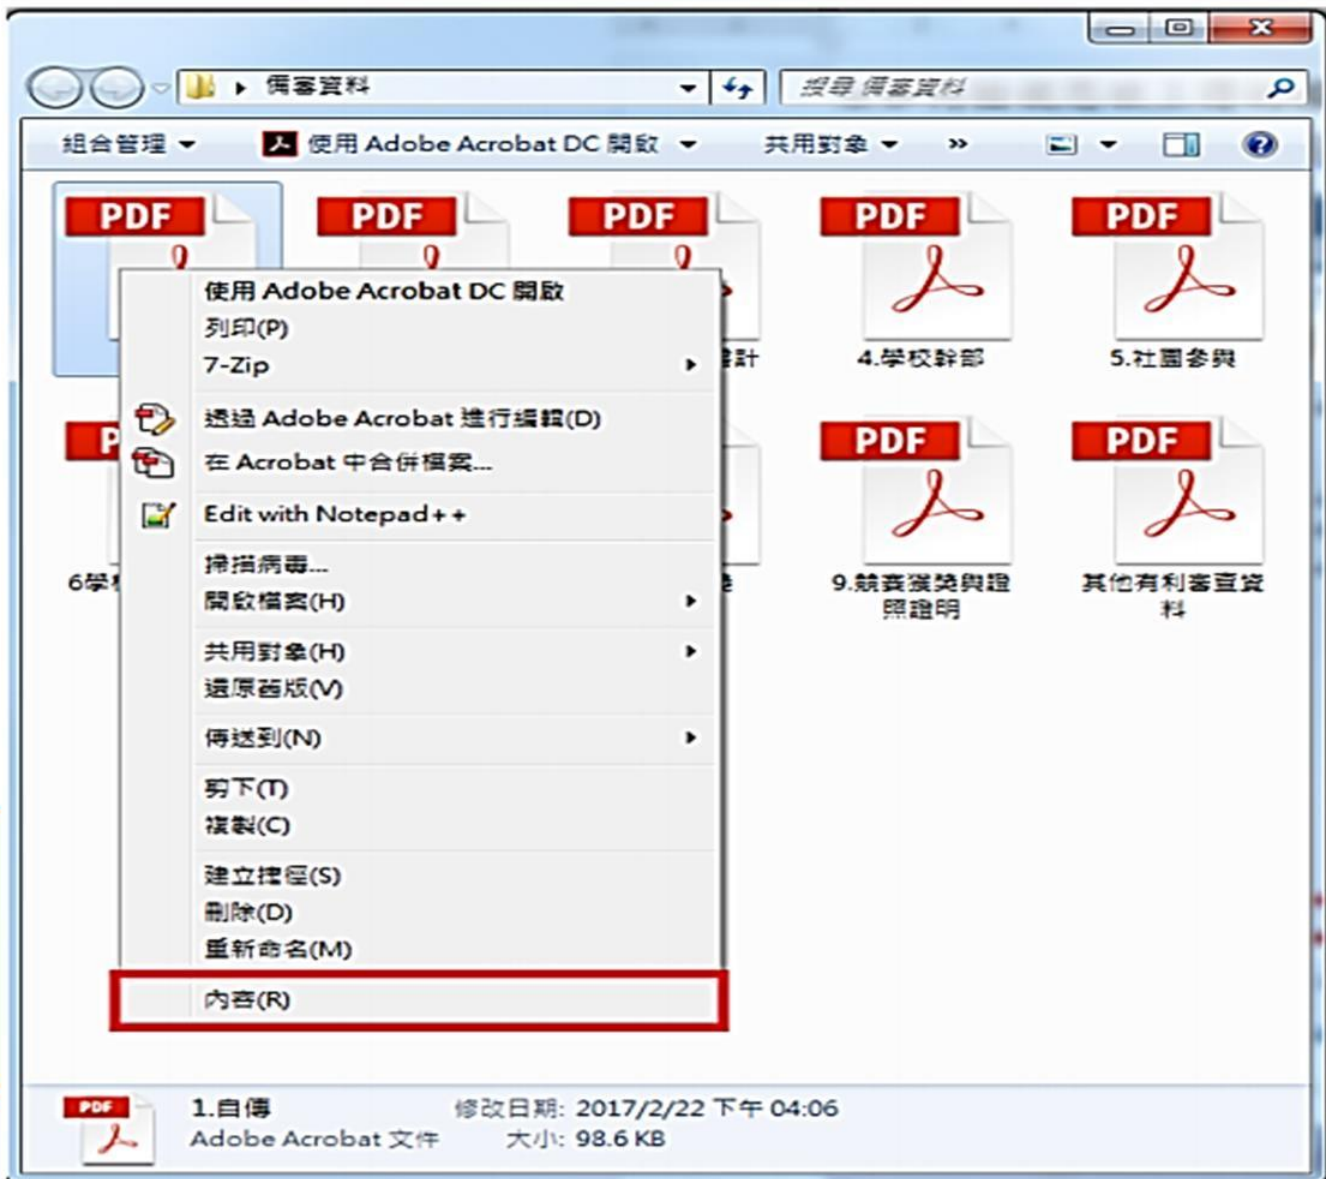 備審資料
搜尋 備審資料
組合管理
使用 Adobe Acrobat DC 開啟
共用對象
»
PDF
PDF
PDF
PDF
PDF
使用 Adobe Acrobat DC 開啟
列印(P)
7-Zip
透過 Adobe Acrobat 進行編輯(D)
在 Acrobat 中合併檔案...
Edit with Notepad++
掃描病毒...
開啟檔案(H)
共用對象(H)
還原舊版(V)
傳送到(N)
剪下(T)
複製(C)
建立捷徑(S)
刪除(D)
重新命名(M)
內容(R)
計
4.學校幹部
5.社團參與
PDF
PDF
6學
9.競賽獲獎與證
照證明
其他有利審查資
料
PDF
1.自傳
修改日期: 2017/2/22 下午 04:06
Adobe Acrobat 文件
大小: 98.6 KB